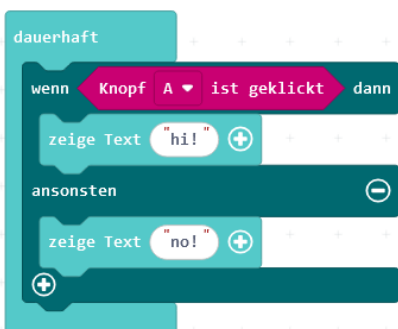 dauerhaft
wenn Knopf A ist geklickt dann
zeige Text "hi!"
ansonsten
zeige Text "no!"